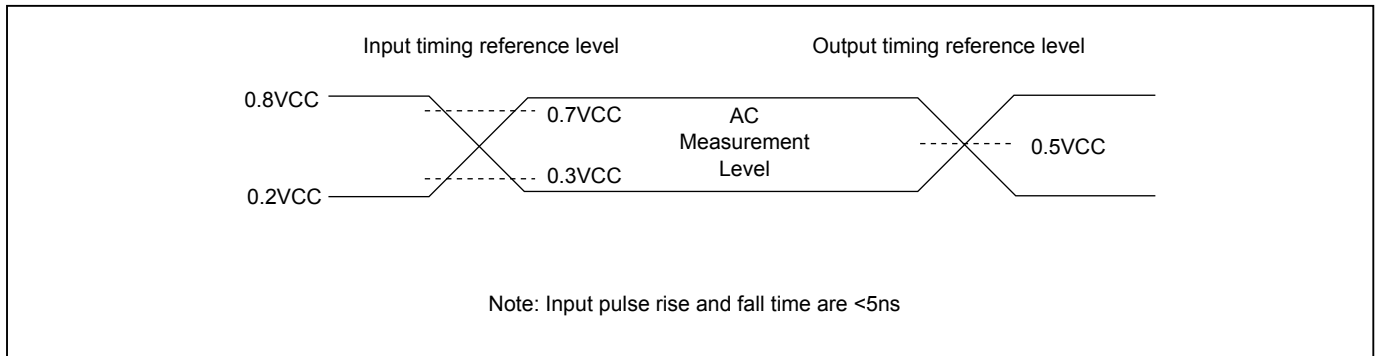 Input timing reference level
Output timing reference level
0.8VCC
0.7VCC
AC
Measurement
Level
0.5VCC
0.3VCC
0.2VCC
Note: Input pulse rise and fall time are <5ns